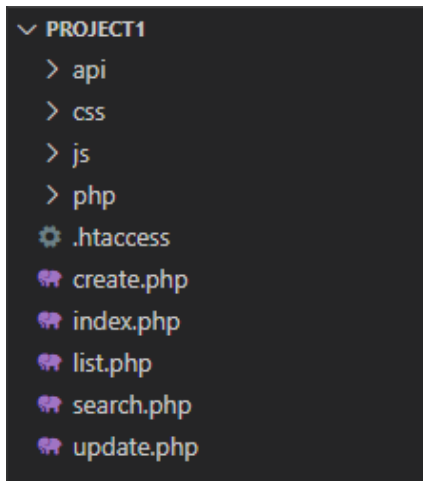 PROJECT1
api
css
js
php
.htaccess
create.php
index.php
list.php
search.php
update.php